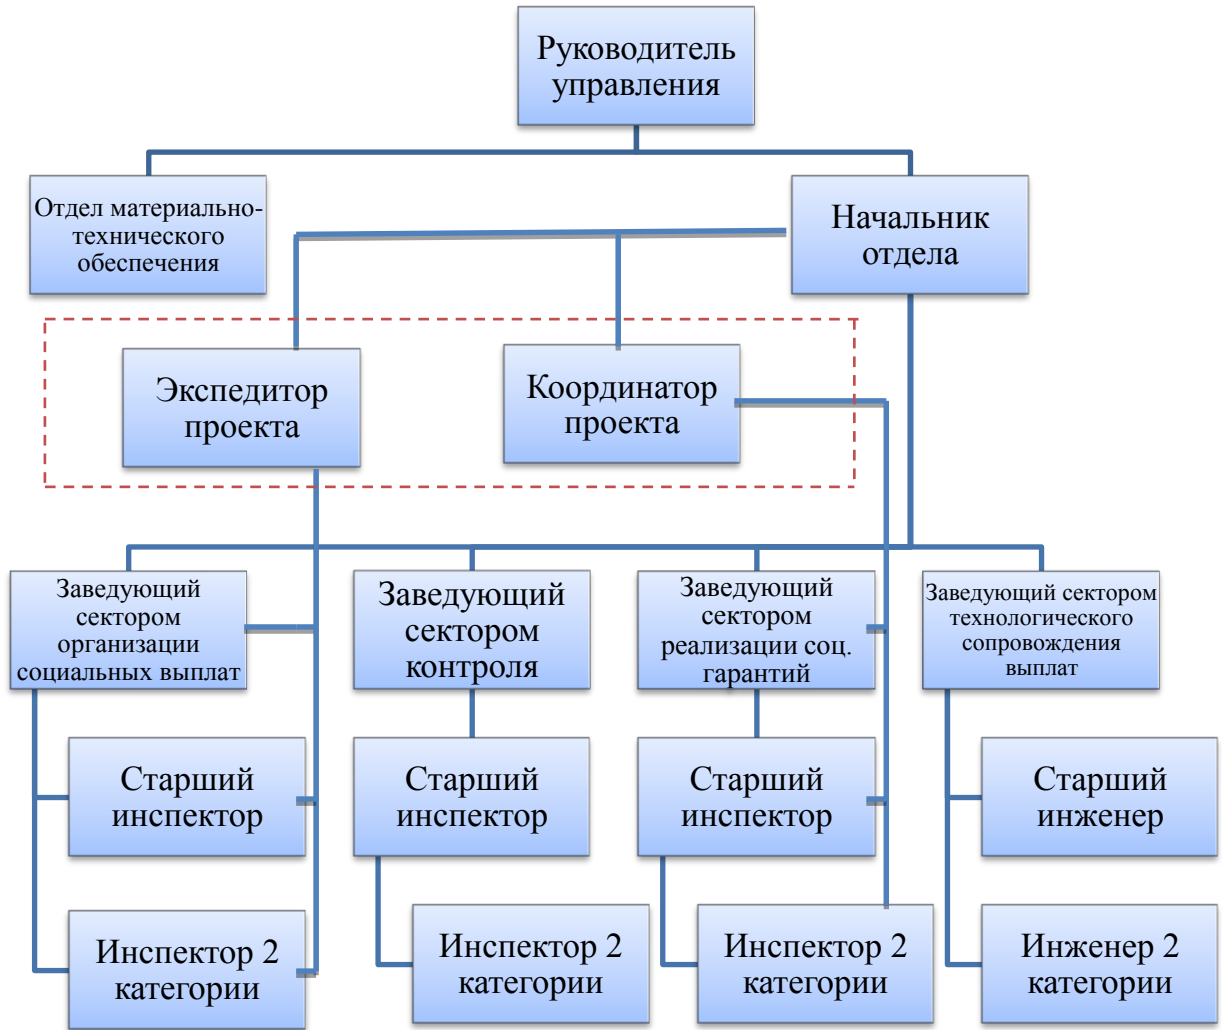 Руководитель
управления
Отдел материально-
технического
обеспечения
Начальник
отдела
Экспедитор
проекта
Координатор
проекта
Заведующий
сектором
организации
социальных выплат
Заведующий
сектором
контроля
Заведующий
сектором
реализации соц.
гарантий
Заведующий сектором
технологического
сопровождения
выплат
Старший
инспектор
Старший
инспектор
Старший
инспектор
Старший
инженер
Инспектор 2
категории
Инспектор 2
категории
Инспектор 2
категории
Инженер 2
категории